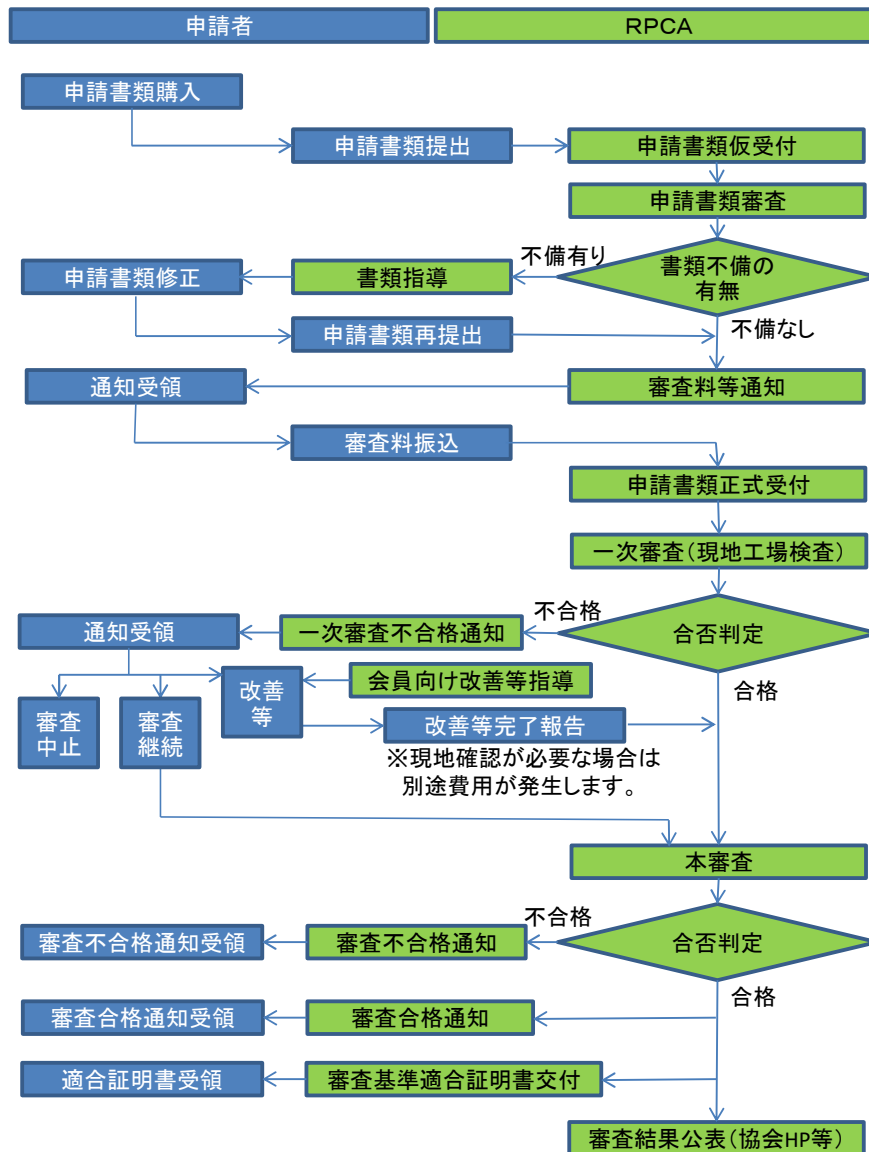 申請者
RPCA
申請書類購入
申請書類提出
申請書類仮受付
申請書類審査
不備有り
書類不備の
有無
申請書類修正
書類指導
申請書類再提出
不備なし
通知受領
審査料等通知
審査料振込
申請書類正式受付
一次審査(現地工場検査)
不合格
通知受領
一次審査不合格通知
合否判定
改善
等
会員向け改善等指導
合格
審査
中止
審査
継続
改善等完了報告
※現地確認が必要な場合は
別途費用が発生します。
本審査
不合格
審査不合格通知受領
審査不合格通知
合否判定
合格
審査合格通知受領
審査合格通知
適合証明書受領
審査基準適合証明書交付
審査結果公表(協会HP等)